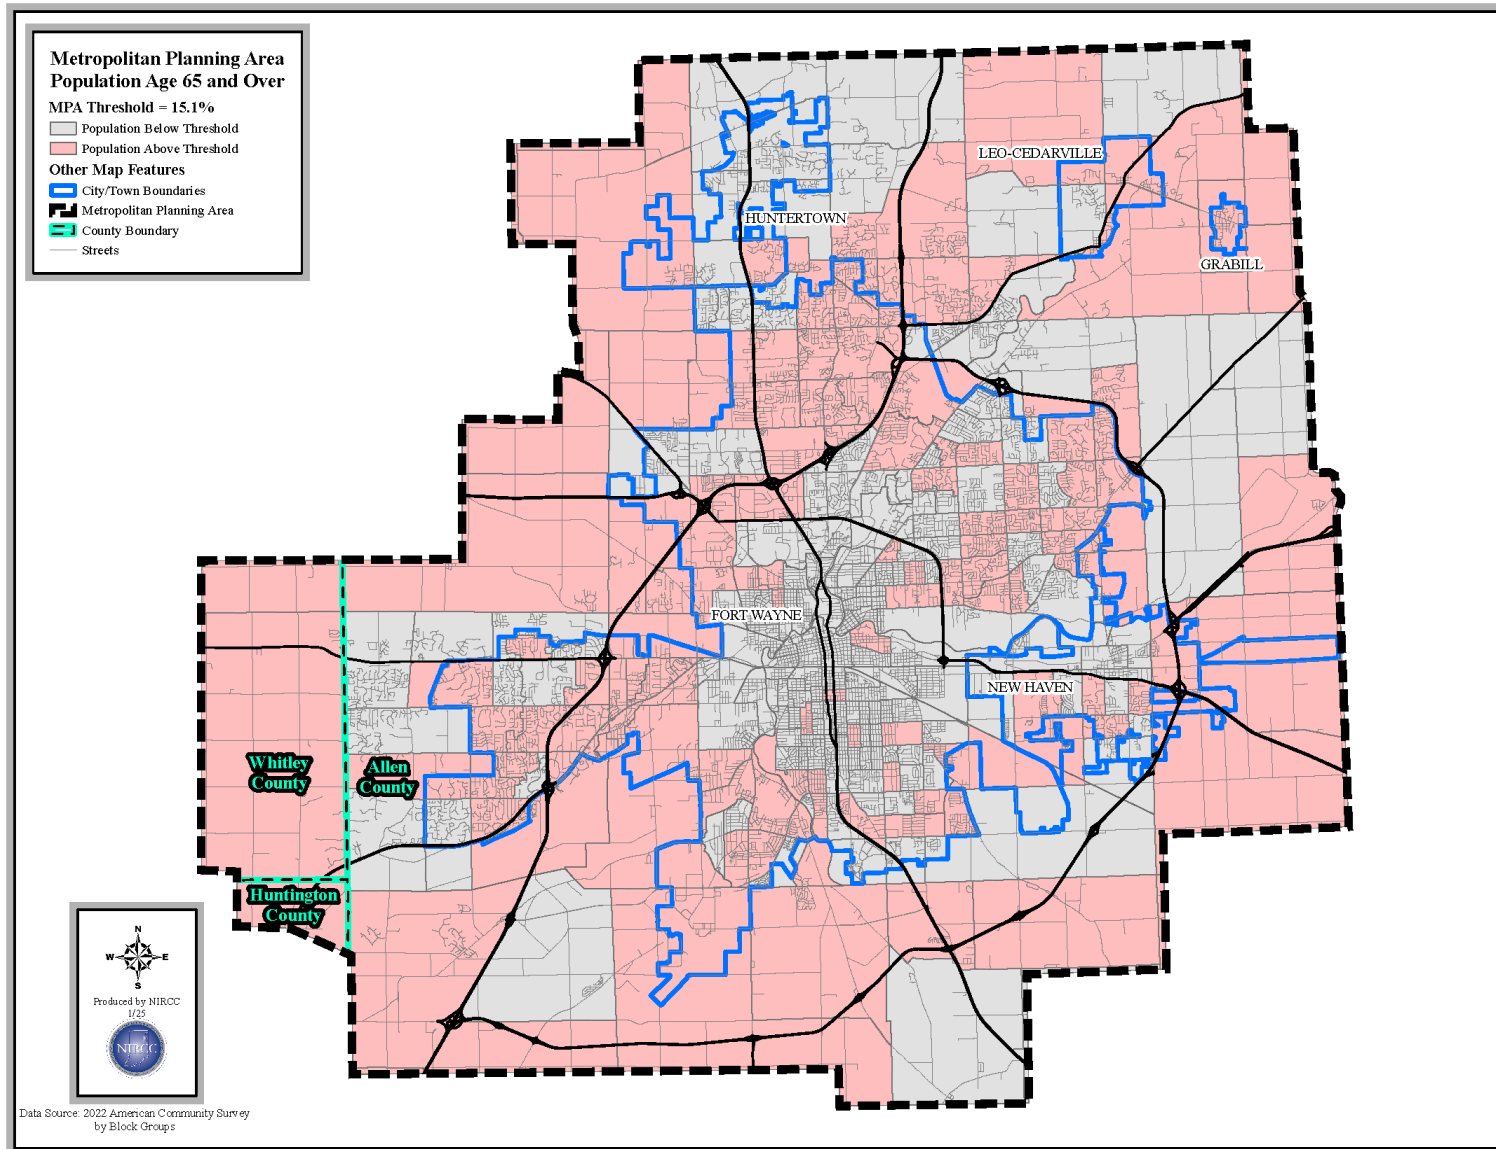 Metropolitan Planning Area
Population Age 65 and Over
MPA Threshold = 15.1%
Population Below Threshold
Population Above Threshold
Other Map Features
City/Town Boundaries
Metropolitan Planning Area
County Boundary
Streets
LEO-CEDARVILLE
HUNTERTOWN
GRABILL
FORT WAYNE
NEW HAVEN
Whitley
County
Allen
County
Huntington
County
N
W
E
S
Produced by NIRCC
1/25
NIRCC
Data Source: 2022 American Community Survey
by Block Groups